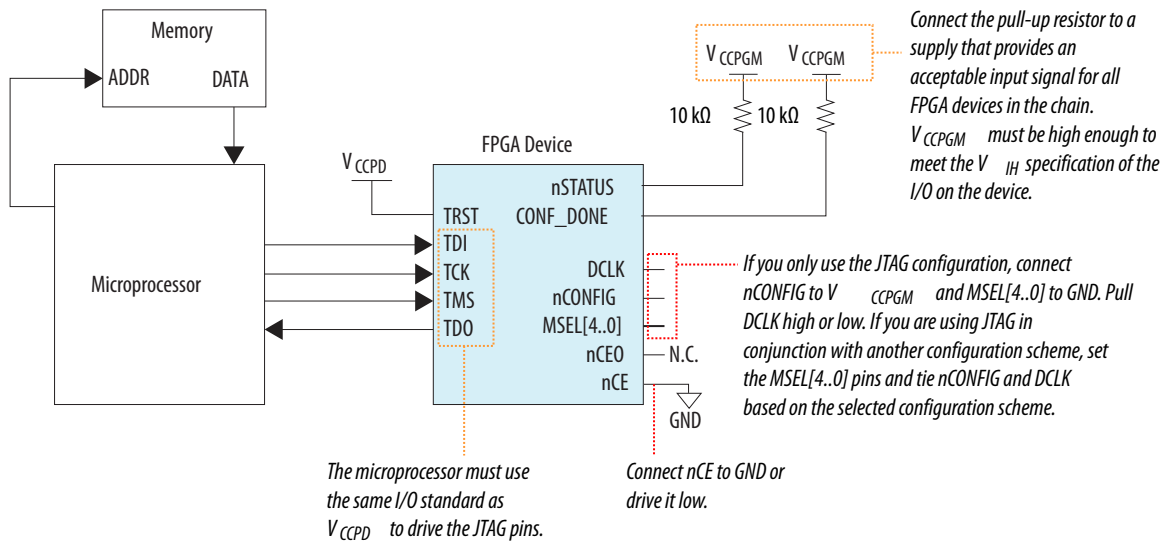 Memory
ADDR
DATA
Microprocessor
V CCPD
FPGA Device
TRST
TDI
TCK
TMS
TDO
nSTATUS
CONF_DONE
DCLK
nCONFIG
MSEL[4..0]
nCEO
nCE
N.C.
GND
V CCPGM
V CCPGM
10 kΩ
10 kΩ
Connect the pull-up resistor to a
supply that provides an
acceptable input signal for all
FPGA devices in the chain.
V CCPGM must be high enough to
meet the V IH specification of the
I/O on the device.
If you only use the JTAG configuration, connect
nCONFIG to V CCPGM and MSEL[4..0] to GND. Pull
DCLK high or low. If you are using JTAG in
conjunction with another configuration scheme, set
the MSEL[4..0] pins and tie nCONFIG and DCLK
based on the selected configuration scheme.
The microprocessor must use
the same I/O standard as
V CCPD to drive the JTAG pins.
Connect nCE to GND or
drive it low.